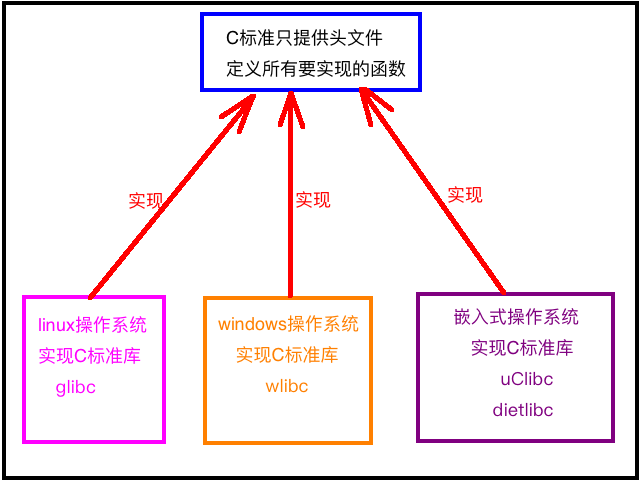 C标准只提供头文件
定义所有要实现的函数
实现
实现
实现
linux操作系统
实现C标准库
glibc
windows操作系统
实现C标准库
wlibc
嵌入式操作系统
实现C标准库
uClibc
dietlibc